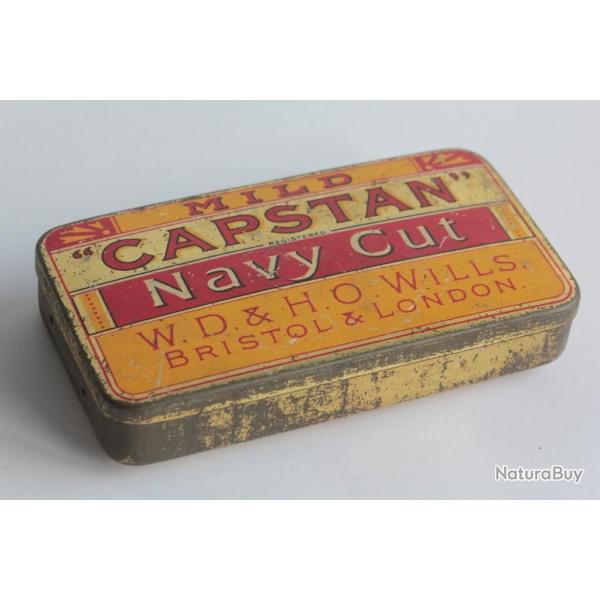 MILD
"CAPSTAN"
REGISTERED
Navy Cut
W.D. & H.O. WILLS.
BRISTOL & LONDON.
NaturaBuy